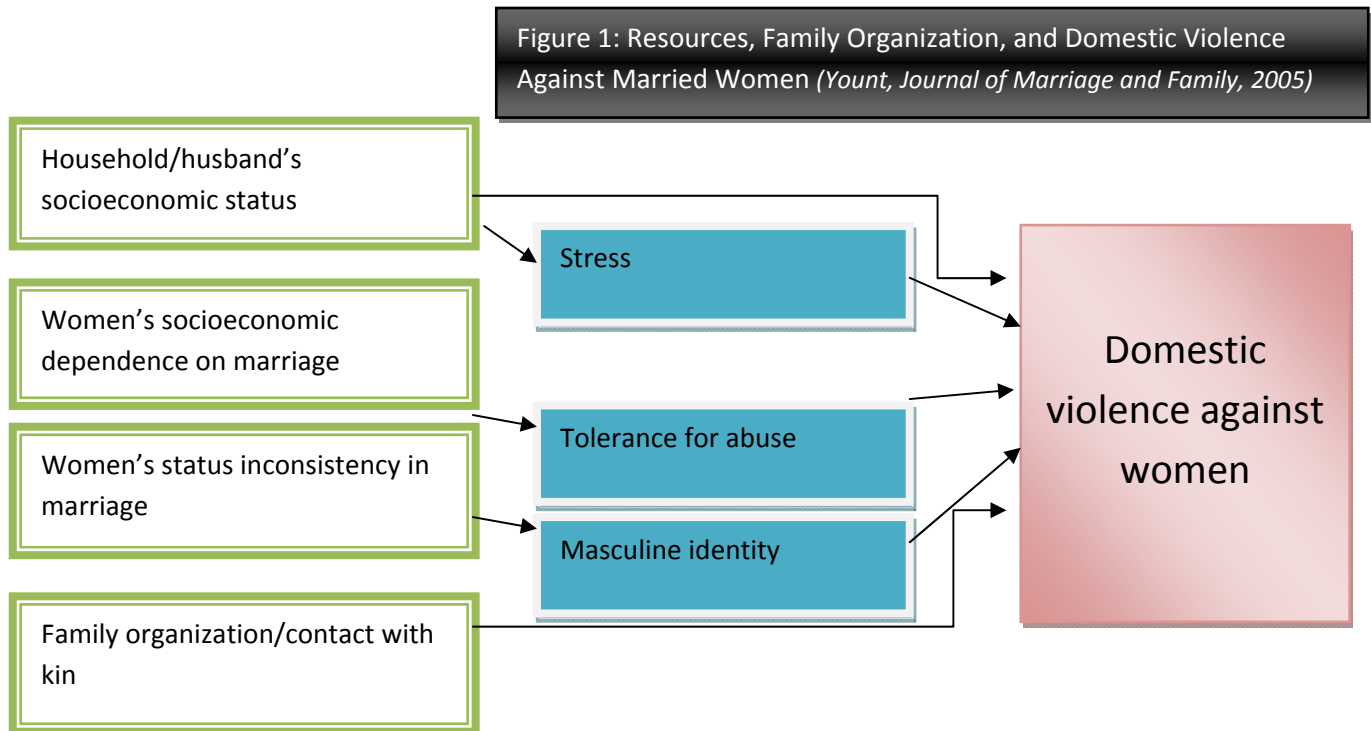 Figure 1: Resources, Family Organization, and Domestic Violence
Against Married Women (Yount, Journal of Marriage and Family, 2005)
Household/husband’s
socioeconomic status
Stress
Women’s socioeconomic
dependence on marriage
Domestic
violence against
women
Tolerance for abuse
Women’s status inconsistency in
marriage
Masculine identity
Family organization/contact with
kin